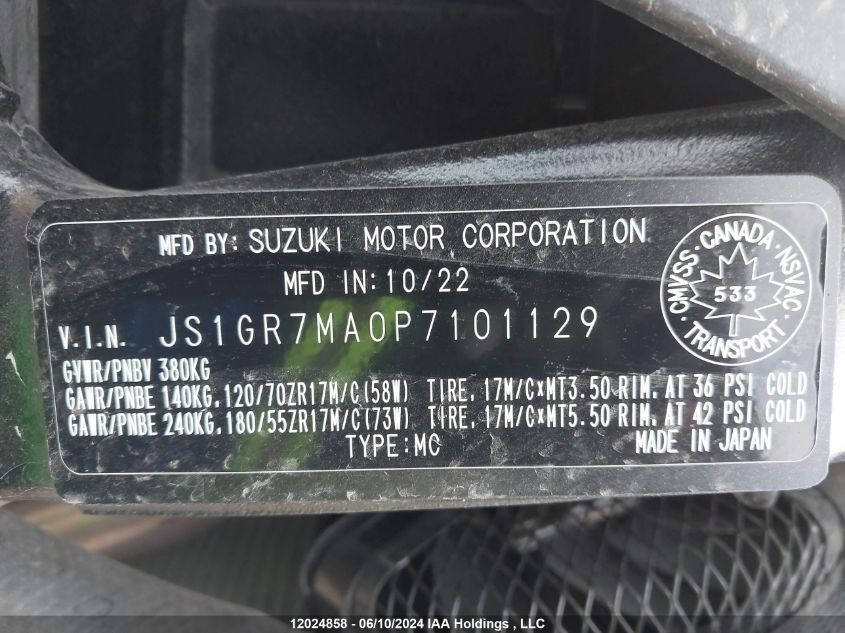 MFD BY: SUZUKI MOTOR CORPORATION
MFD IN: 10/22
V.I.N. JS1GR7MA0P7101129
GVWR/PNBV 380KG
GAWR/PNBE 140KG. 120/70ZR17M/C(58W) TIRE. 17M/C×MT3.50 RIM. AT 36 PSI COLD
GAWR/PNBE 240KG. 180/55ZR17M/C(73W) TIRE. 17M/C×MT5.50 RIM. AT 42 PSI COLD
TYPE: MC
MADE IN JAPAN
CMVSS · CANADA · NSVAC
533
TRANSPORT
12024858 - 06/10/2024 IAA Holdings , LLC